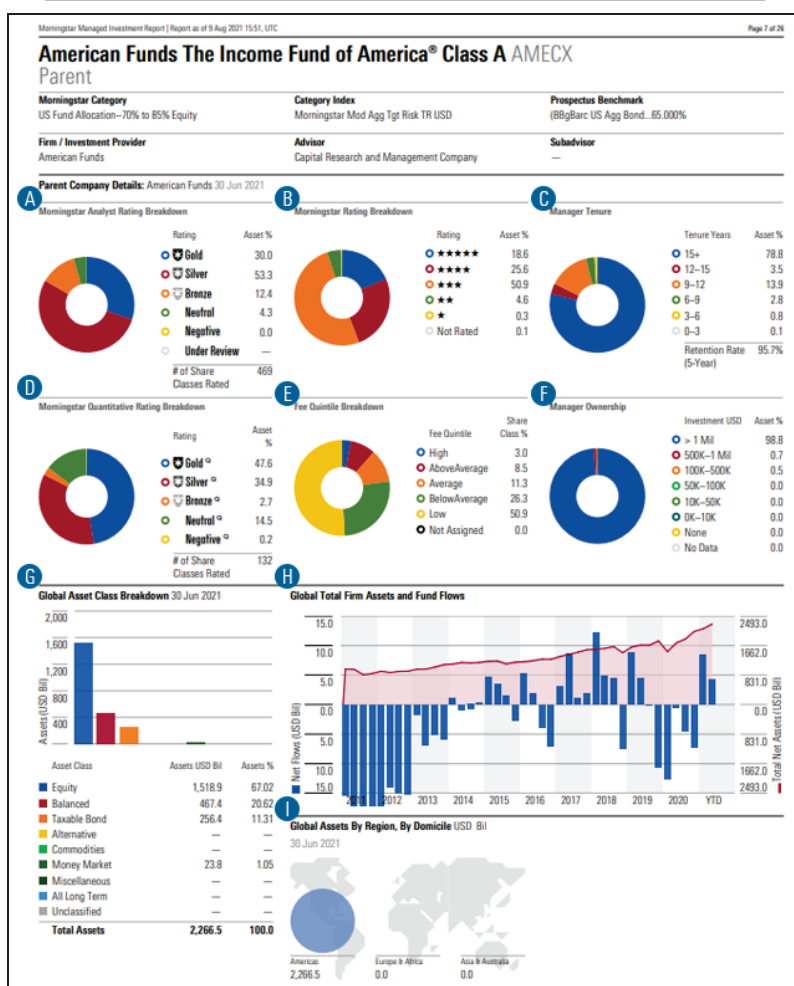 Morningstar Managed Investment Report | Report as of 9 Aug 2021 15:51, UTC
Page 7 of 26
American Funds The Income Fund of America® Class A AMECX
Parent
Morningstar Category
Category Index
Prospectus Benchmark
US Fund Allocation--70% to 85% Equity
Morningstar Mod Agg Tgt Risk TR USD
(BBgBarc US Agg Bond...65.000%
Firm / Investment Provider
Advisor
Subadvisor
American Funds
Capital Research and Management Company
—
Parent Company Details: American Funds 30 Jun 2021
A
Morningstar Analyst Rating Breakdown
Rating Asset %
Gold 30.0
Silver 53.3
Bronze 12.4
Neutral 4.3
Negative 0.0
Under Review —
# of Share Classes Rated 469
B
Morningstar Rating Breakdown
Rating Asset %
★★★★★ 18.6
★★★★ 25.6
★★★ 50.9
★★ 4.6
★ 0.3
Not Rated 0.1
C
Manager Tenure
Tenure Years Asset %
15+ 78.8
12–15 3.5
9–12 13.9
6–9 2.8
3–6 0.8
0–3 0.1
Retention Rate 95.7%
(5-Year)
D
Morningstar Quantitative Rating Breakdown
Rating Asset %
Gold Q 47.6
Silver Q 34.9
Bronze Q 2.7
Neutral Q 14.5
Negative Q 0.2
# of Share Classes Rated 132
E
Fee Quintile Breakdown
Fee Quintile Share Class %
High 3.0
AboveAverage 8.5
Average 11.3
BelowAverage 26.3
Low 50.9
Not Assigned 0.0
F
Manager Ownership
Investment USD Asset %
> 1 Mil 98.8
500K–1 Mil 0.7
100K–500K 0.5
50K–100K 0.0
10K–50K 0.0
0K–10K 0.0
None 0.0
No Data 0.0
G
Global Asset Class Breakdown 30 Jun 2021
2,000
1,600
1,200
800
400
Assets (USD Bil)
Asset Class Assets USD Bil Assets %
Equity 1,518.9 67.02
Balanced 467.4 20.62
Taxable Bond 256.4 11.31
Alternative — —
Commodities — —
Money Market 23.8 1.05
Miscellaneous — —
All Long Term — —
Unclassified — —
Total Assets 2,266.5 100.0
H
Global Total Firm Assets and Fund Flows
15.0 2493.0
10.0 1662.0
5.0 831.0
0.0 0.0
5.0 831.0
10.0 1662.0
15.0 2493.0
Net Flows (USD Bil)
Total Net Assets (USD Bil)
2011 2012 2013 2014 2015 2016 2017 2018 2019 2020 YTD
I
Global Assets By Region, By Domicile USD Bil
30 Jun 2021
Americas Europe & Africa Asia & Australia
2,266.5 0.0 0.0